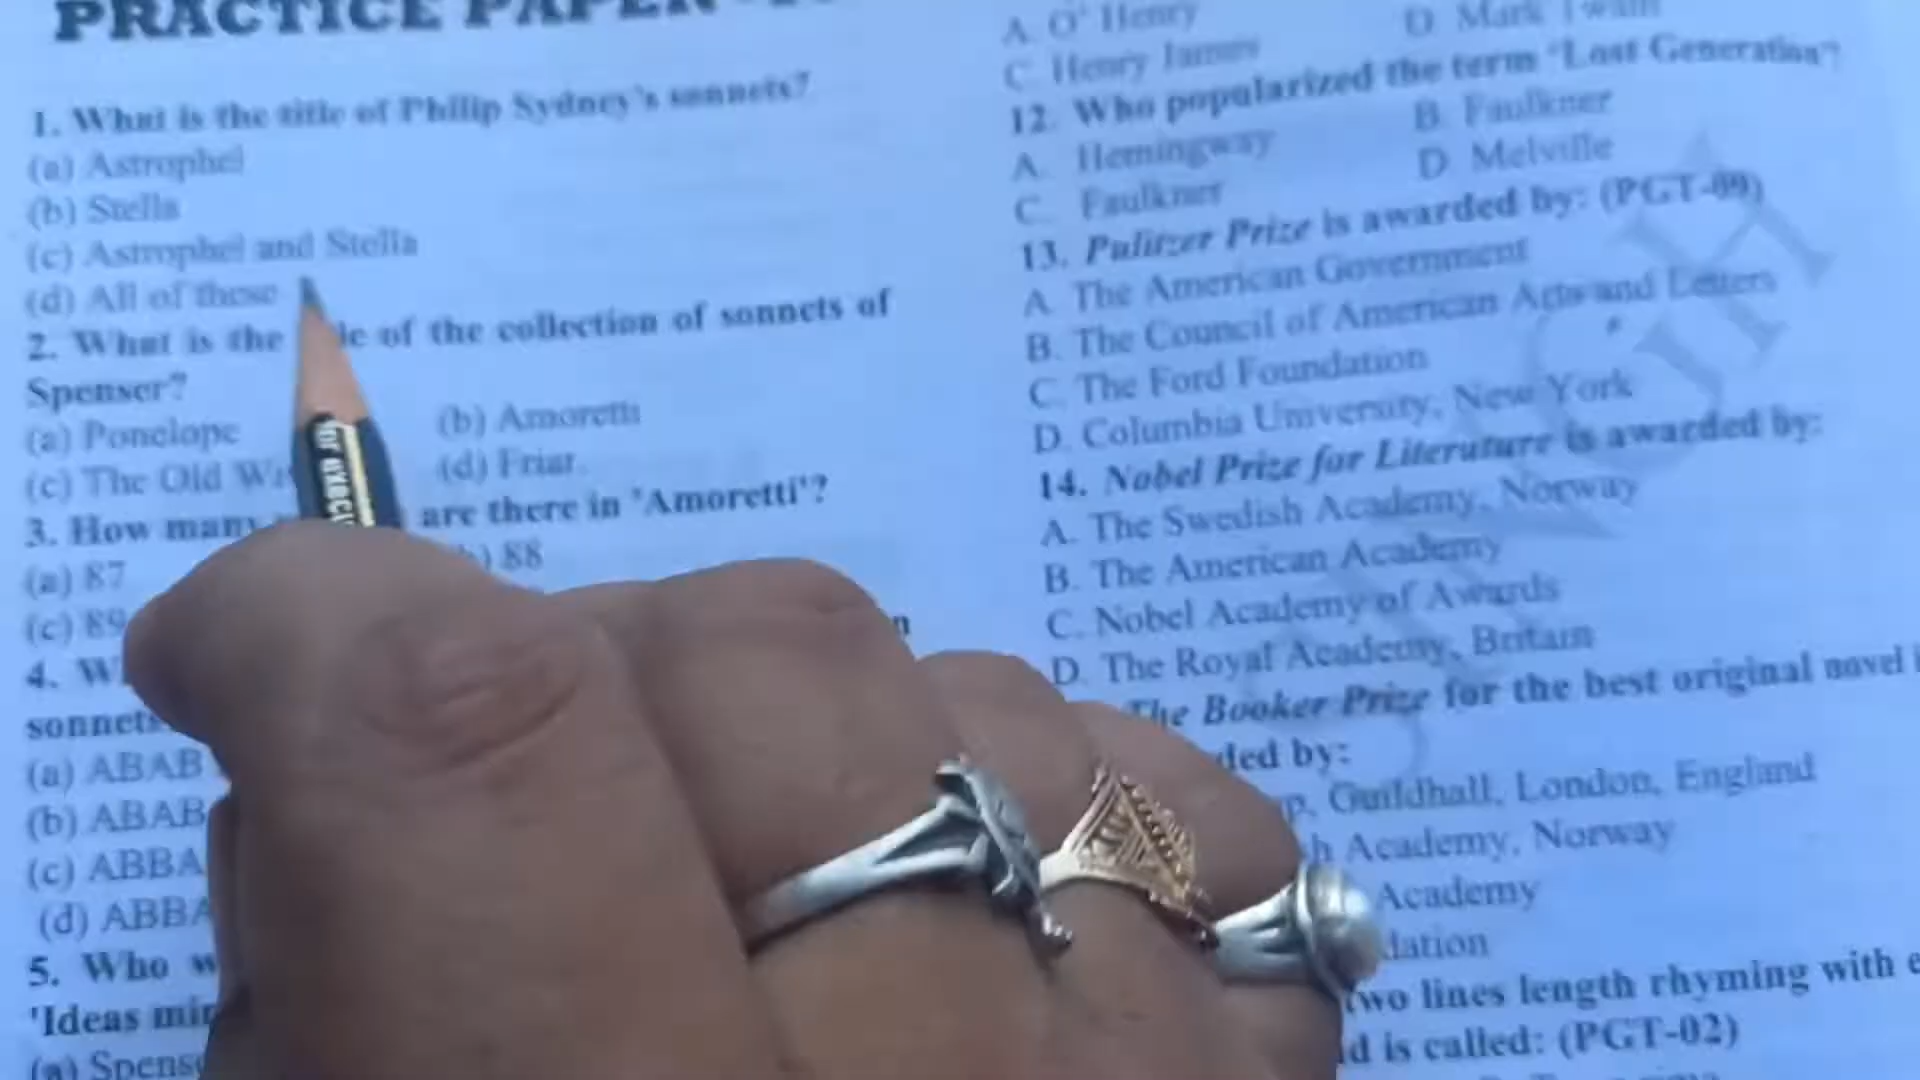 PRACTICE PAPER
1. What is the title of Philip Sydney's sonnets?
(a) Astrophel
(b) Stella
(c) Astrophel and Stella
(d) All of these
2. What is the le of the collection of sonnets of
Spenser?
(a) Ponelope (b) Amoretti
(c) The Old (d) Friar.
3. How many are there in 'Amoretti'?
(a) 87 ) 88
(c) 89
4. W
sonnets
(a) ABAB
(b) ABAB
(c) ABBA
(d) ABBA
5. Who w
'Ideas mir
(a) Spens
A. O' Henry D. Mark Twain
C. Henry James
12. Who popularized the term "Lost Generation"?
A. Hemingway B. Faulkner
C. Faulkner D. Melville
13. Pulitzer Prize is awarded by: (PGT-09)
A. The American Government
B. The Council of American Arts and Letters
C. The Ford Foundation
D. Columbia University, New York
14. Nobel Prize for Literature is awarded by:
A. The Swedish Academy, Norway
B. The American Academy
C. Nobel Academy of Awards
D. The Royal Academy, Britain
The Booker Prize for the best original novel i
ded by:
p, Guildhall, London, England
h Academy, Norway
Academy
dation
two lines length rhyming with e
d is called: (PGT-02)
for execu